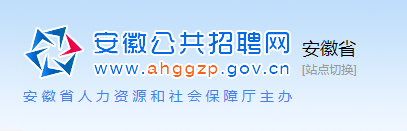 安徽公共招聘网 安徽省
www.ahggzp.gov.cn [站点切换]
安徽省人力资源和社会保障厅主办